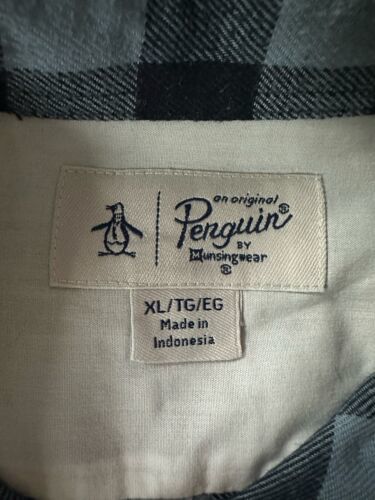 an original
Penguin®
BY
Munsingwear
®
XL/TG/EG
Made in
Indonesia